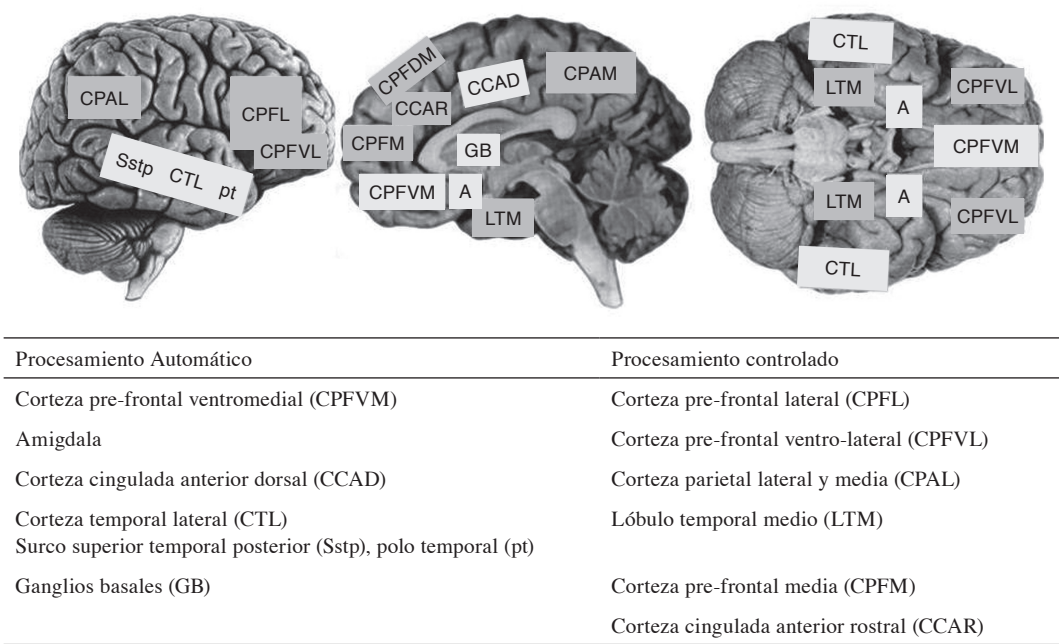 CPAL
CPFL
CPFVL
Sstp CTL pt
CPFDM
CCAR
CCAD
CPAM
CPFM
GB
CPFVM
A
LTM
CTL
LTM
A
CPFVL
CPFVM
LTM
A
CPFVL
CTL
Procesamiento Automático
Procesamiento controlado
Corteza pre-frontal ventromedial (CPFVM)
Corteza pre-frontal lateral (CPFL)
Amigdala
Corteza pre-frontal ventro-lateral (CPFVL)
Corteza cingulada anterior dorsal (CCAD)
Corteza parietal lateral y media (CPAL)
Corteza temporal lateral (CTL)
Lóbulo temporal medio (LTM)
Surco superior temporal posterior (Sstp), polo temporal (pt)
Ganglios basales (GB)
Corteza pre-frontal media (CPFM)
Corteza cingulada anterior rostral (CCAR)